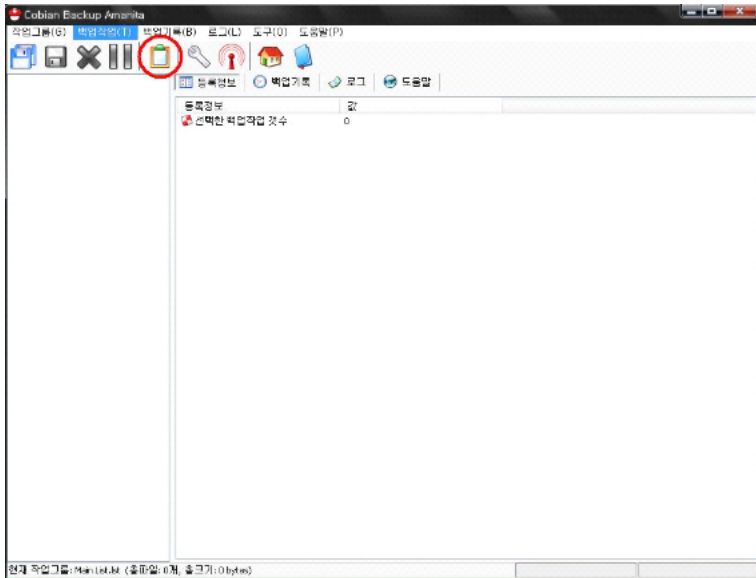 Cobian Backup Amanita
작업그룹(G) 백업작업(T) 백업기록(B) 로그(L) 도구(O) 도움말(P)
등록정보 백업기록 로그 도움말
등록정보 값
선택한 백업작업 갯수 0
현재 작업그룹: Main List.lst (총파일: 0개, 총크기: 0 bytes)